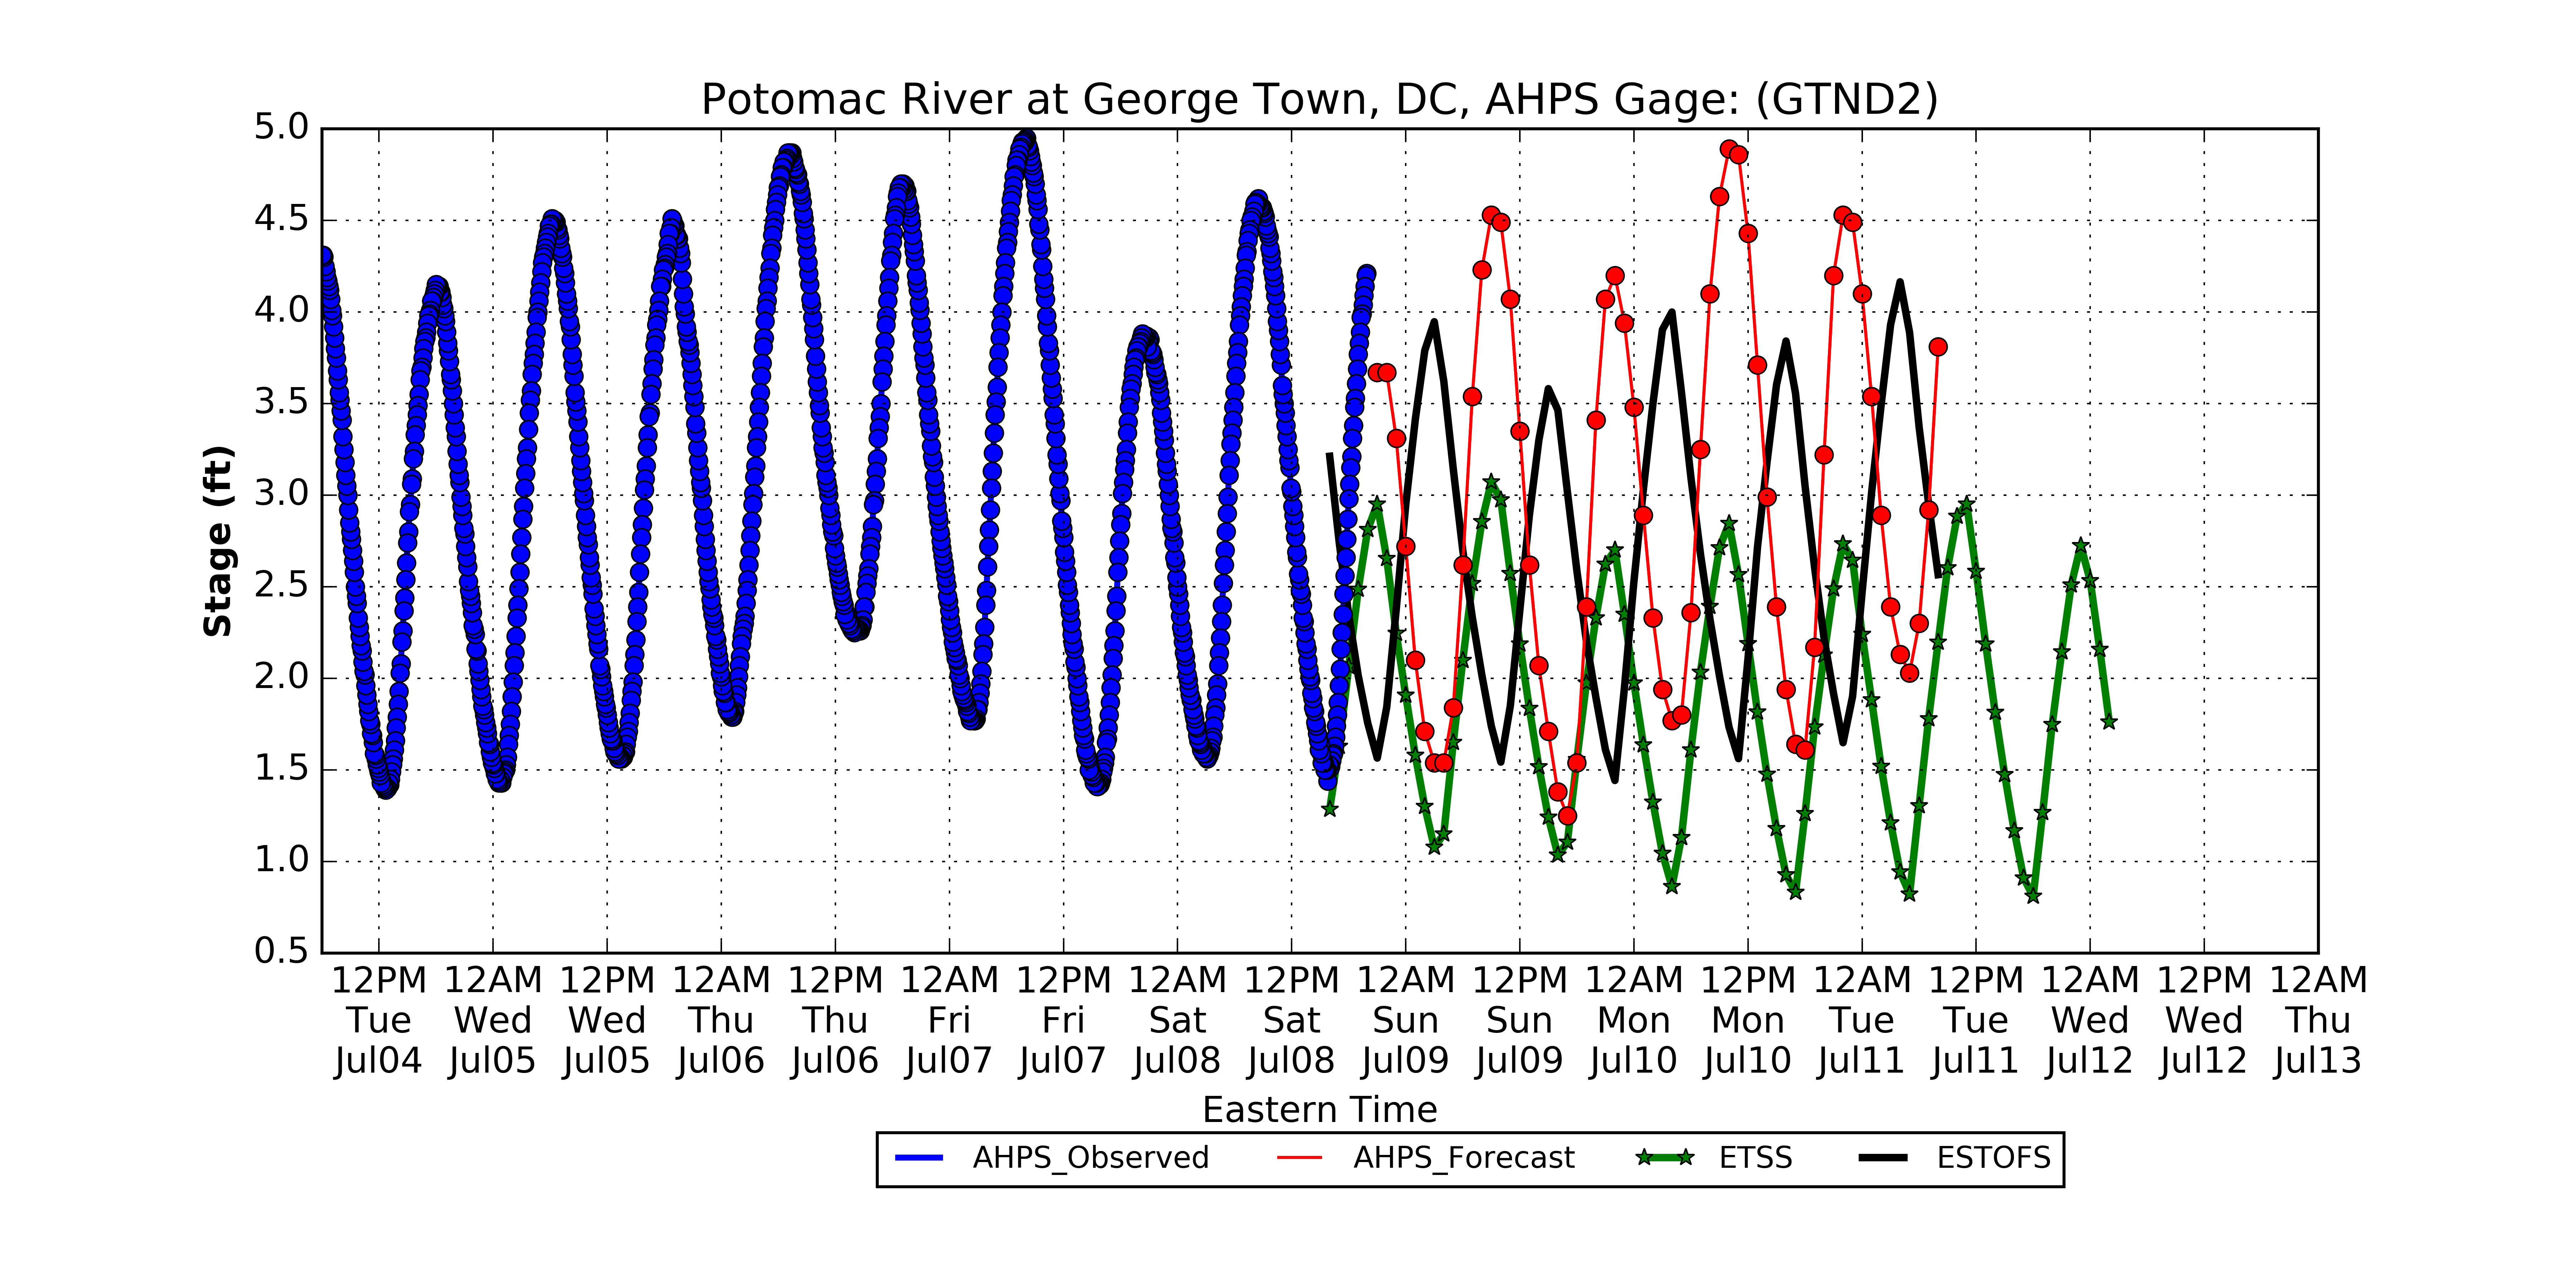 Potomac River at George Town, DC, AHPS Gage: (GTND2)
Stage (ft)
5.0
4.5
4.0
3.5
3.0
2.5
2.0
1.5
1.0
0.5
12PM 12AM 12PM 12AM 12PM 12AM 12PM 12AM 12PM 12AM 12PM 12AM 12PM 12AM 12PM 12AM 12PM 12AM
Tue Wed Wed Thu Thu Fri Fri Sat Sat Sun Sun Mon Mon Tue Tue Wed Wed Thu
Jul04 Jul05 Jul05 Jul06 Jul06 Jul07 Jul07 Jul08 Jul08 Jul09 Jul09 Jul10 Jul10 Jul11 Jul11 Jul12 Jul12 Jul13
Eastern Time
AHPS_Observed AHPS_Forecast ETSS ESTOFS